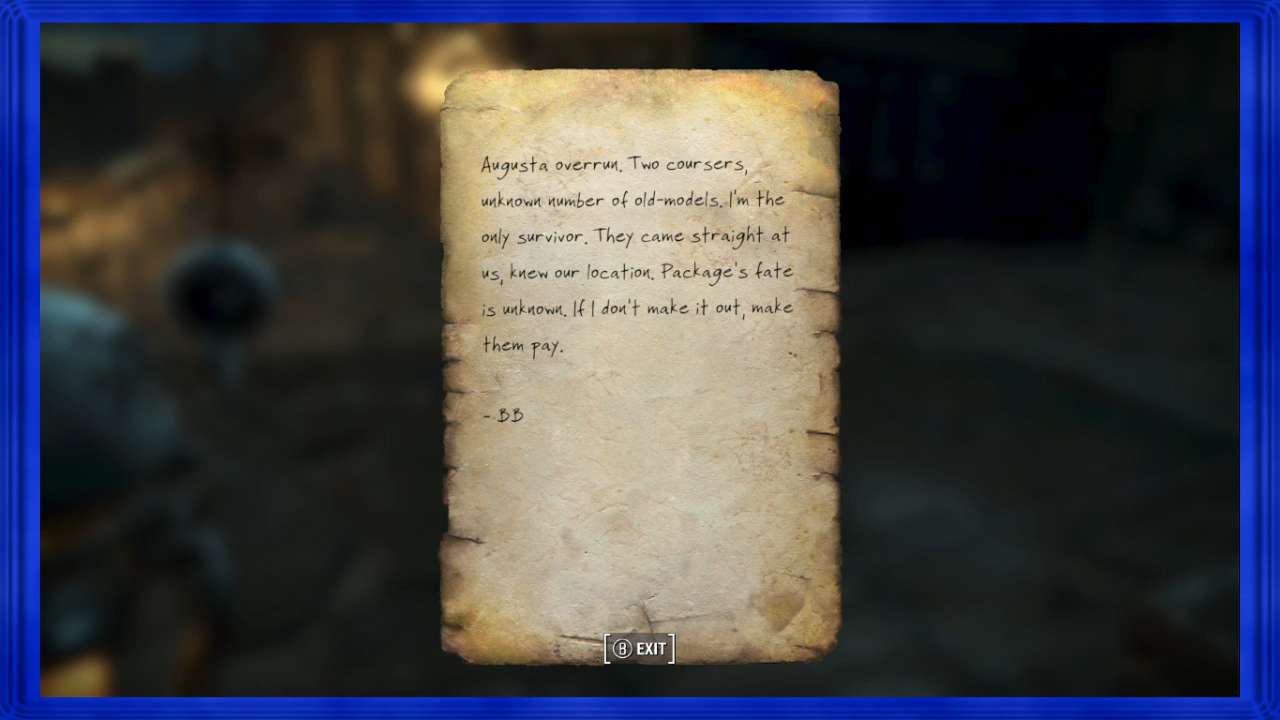 Augusta overrun. Two coursers,
unknown number of old-models. I'm the
only survivor. They came straight at
us, knew our location. Package's fate
is unknown. If I don't make it out, make
them pay.
- BB
[Ⓑ EXIT]